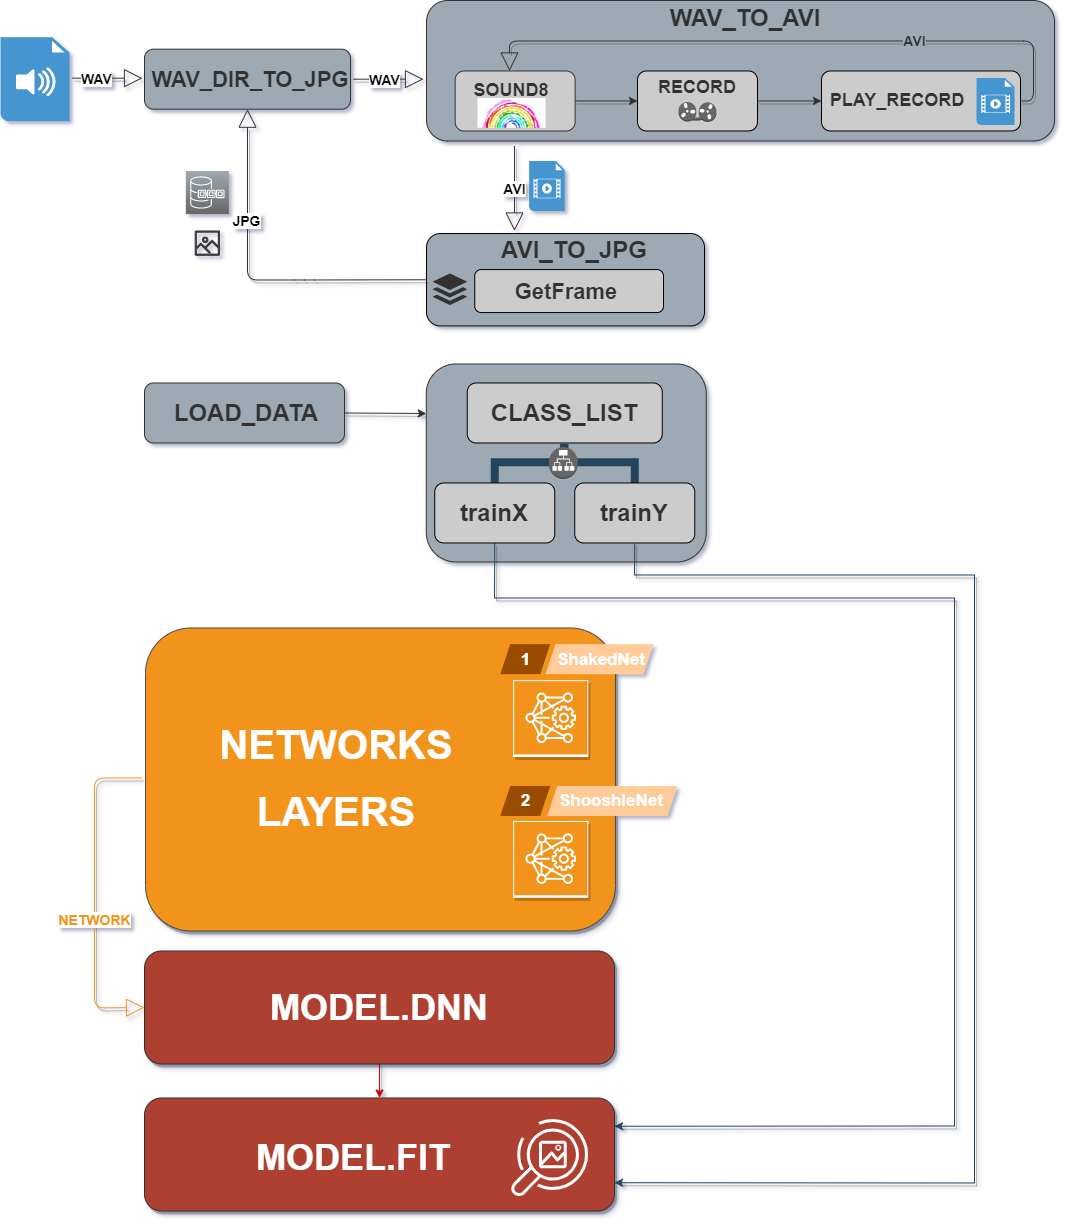 WAV_TO_AVI
AVI
WAV
WAV_DIR_TO_JPG
WAV
SOUND8
RECORD
PLAY_RECORD
AVI
JPG
AVI_TO_JPG
GetFrame
LOAD_DATA
CLASS_LIST
trainX
trainY
1
ShakedNet
NETWORKS
LAYERS
2
ShooshleNet
NETWORK
MODEL.DNN
MODEL.FIT